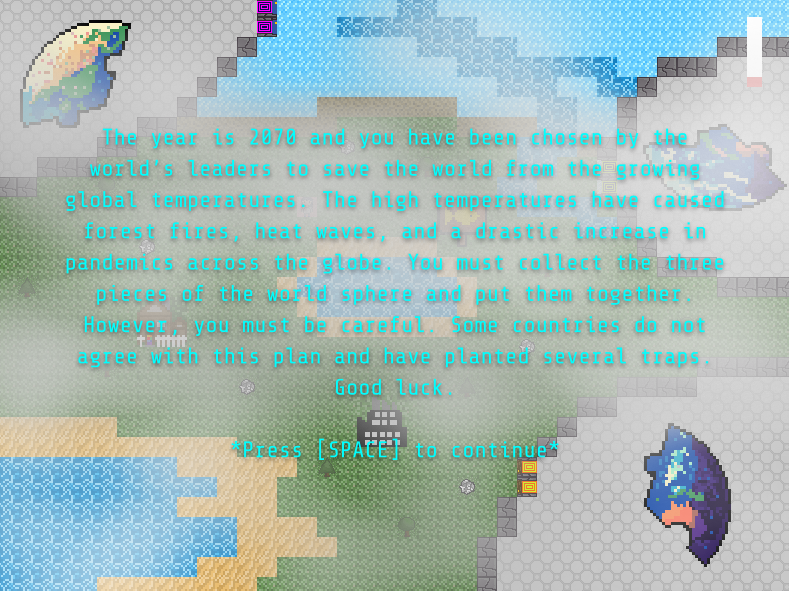 The year is 2070 and you have been chosen by the
world's leaders to save the world from the growing
global temperatures. The high temperatures have caused
forest fires, heat waves, and a drastic increase in
pandemics across the globe. You must collect the three
pieces of the world sphere and put them together.
However, you must be careful. Some countries do not
agree with this plan and have planted several traps.
Good luck.
*Press [SPACE] to continue*